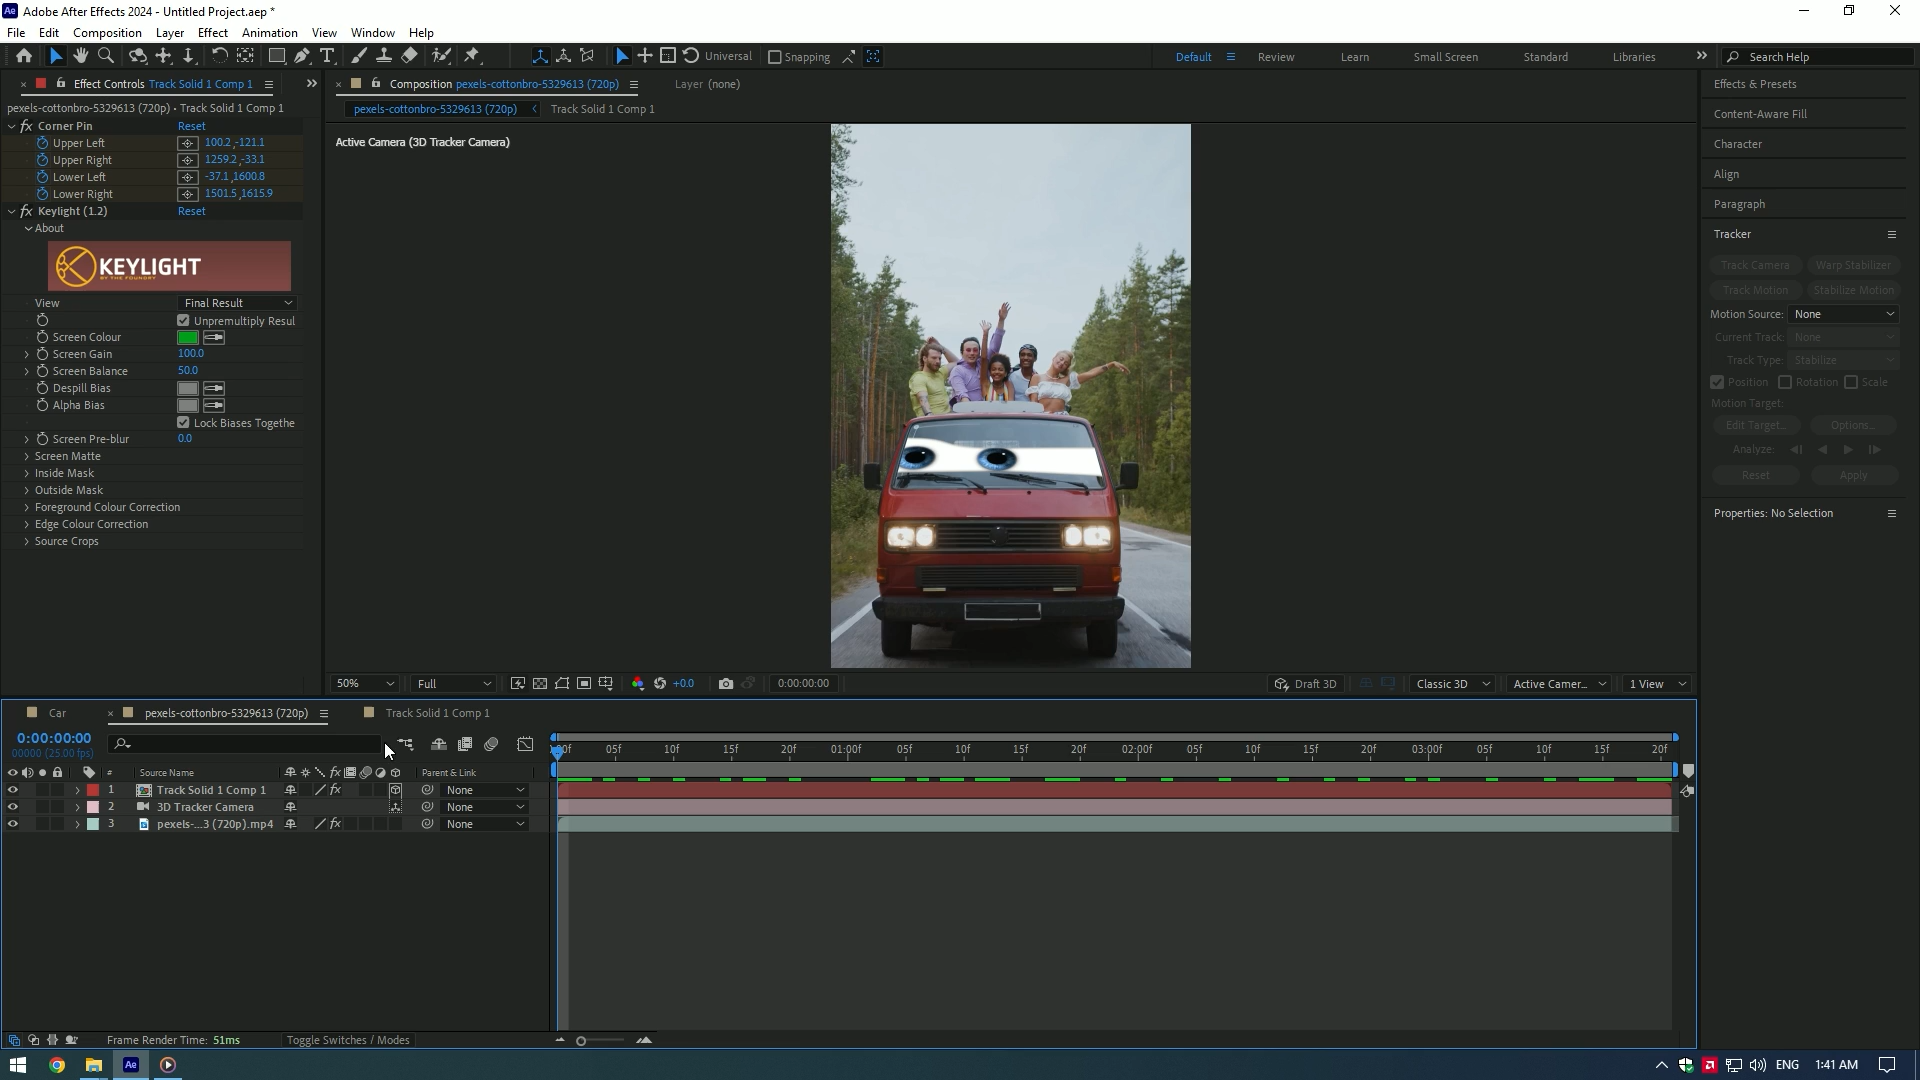 Adobe After Effects 2024 - Untitled Project.aep *
File Edit Composition Layer Effect Animation View Window Help
Universal Snapping Default Review Learn Small Screen Standard Libraries Search Help
Effect Controls Track Solid 1 Comp 1
pexels-cottonbro-5329613 (720p) • Track Solid 1 Comp 1
fx Corner Pin Reset
Upper Left 100.2,-121.1
Upper Right 1259.2,-33.1
Lower Left -37.1,1600.8
Lower Right 1501.5,1615.9
fx Keylight (1.2) Reset
About
KEYLIGHT
BY THE FOUNDRY
View Final Result
Unpremultiply Resul
Screen Colour
Screen Gain 100.0
Screen Balance 50.0
Despill Bias
Alpha Bias
Lock Biases Togethe
Screen Pre-blur 0.0
Screen Matte
Inside Mask
Outside Mask
Foreground Colour Correction
Edge Colour Correction
Source Crops
Composition pexels-cottonbro-5329613 (720p) Layer (none)
pexels-cottonbro-5329613 (720p) Track Solid 1 Comp 1
Active Camera (3D Tracker Camera)
50% Full +0.0 0:00:00:00 Draft 3D Classic 3D Active Camer... 1 View
Effects & Presets
Content-Aware Fill
Character
Align
Paragraph
Tracker
Track Camera Warp Stabilizer
Track Motion Stabilize Motion
Motion Source: None
Current Track: None
Track Type: Stabilize
Position Rotation Scale
Motion Target:
Edit Target... Options...
Analyze:
Reset Apply
Properties: No Selection
Car pexels-cottonbro-5329613 (720p) Track Solid 1 Comp 1
0:00:00:00
00000 (25.00 fps)
:00f 05f 10f 15f 20f 01:00f 05f 10f 15f 20f 02:00f 05f 10f 15f 20f 03:00f 05f 10f 15f 20f
# Source Name fx Parent & Link
1 Track Solid 1 Comp 1 fx None
2 3D Tracker Camera None
3 pexels-...3 (720p).mp4 fx None
Frame Render Time: 51ms Toggle Switches / Modes
Ae ENG 1:41 AM